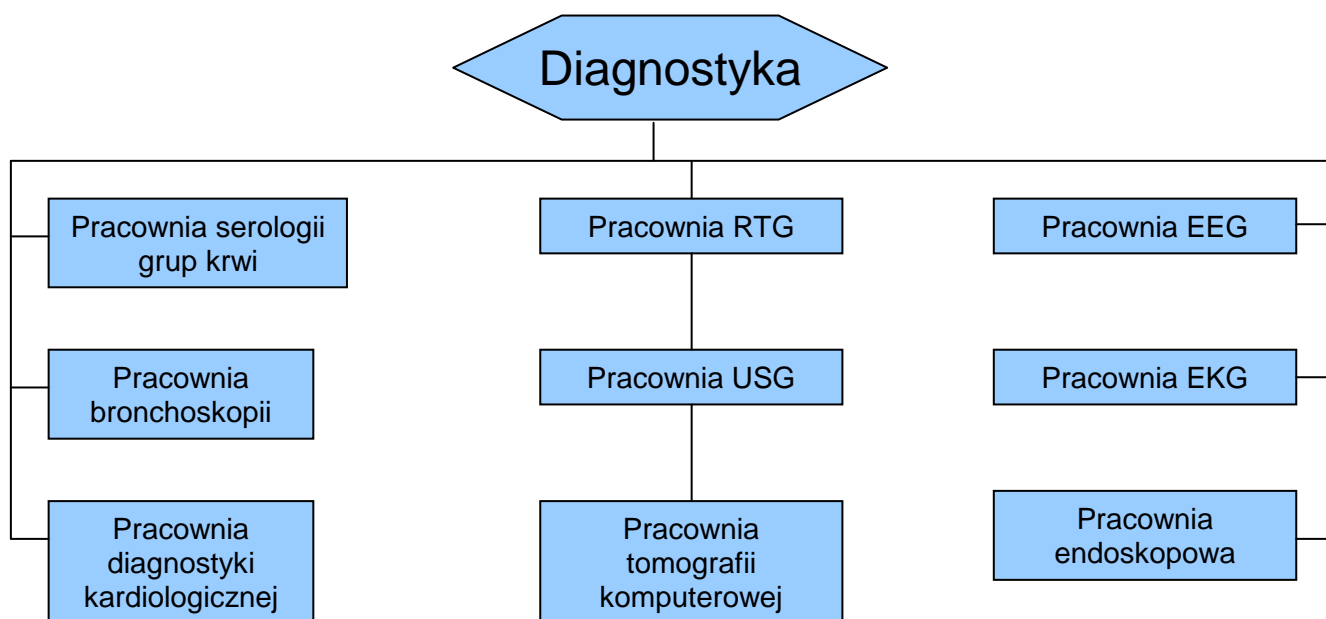 Diagnostyka
Pracownia serologii
grup krwi
Pracownia RTG
Pracownia EEG
Pracownia
bronchoskopii
Pracownia USG
Pracownia EKG
Pracownia
diagnostyki
kardiologicznej
Pracownia
tomografii
komputerowej
Pracownia
endoskopowa